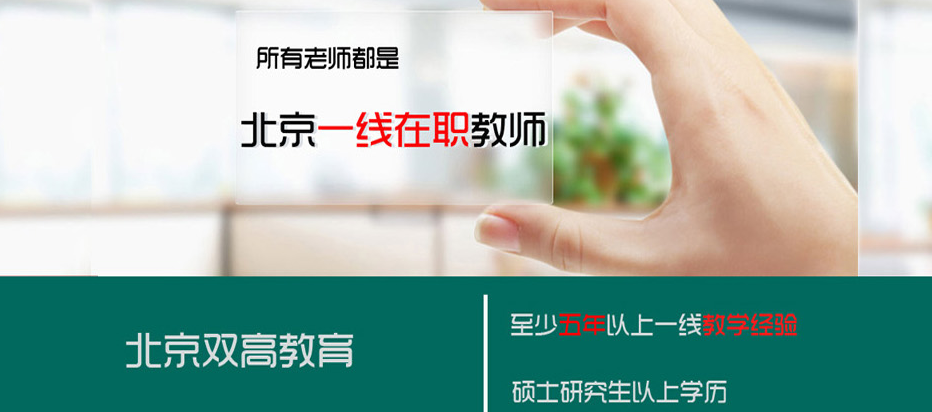 所有老师都是
北京一线在职教师
北京双高教育
至少五年以上一线教学经验
硕士研究生以上学历